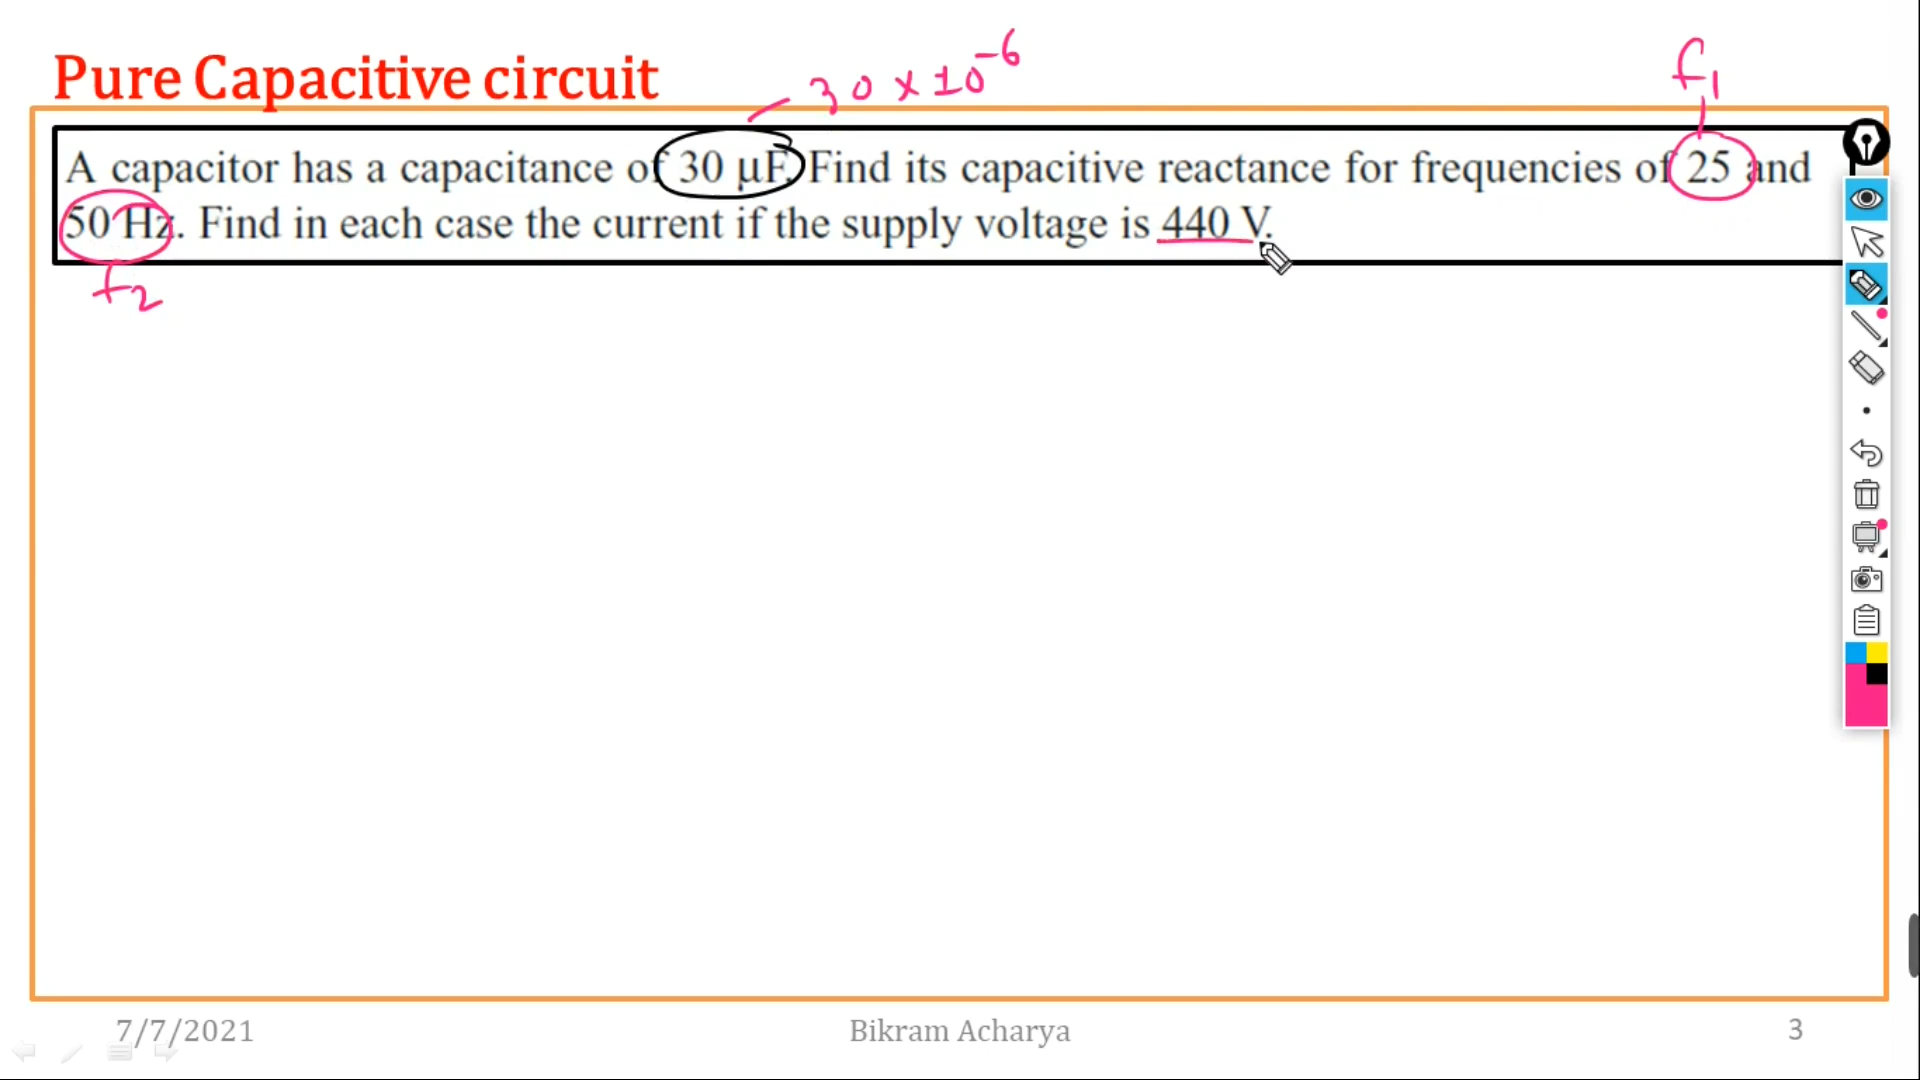 Pure Capacitive circuit
30 x 10-6
f1
A capacitor has a capacitance of 30 µF. Find its capacitive reactance for frequencies of 25 and
50 Hz. Find in each case the current if the supply voltage is 440 V.
f2
7/7/2021
Bikram Acharya
3